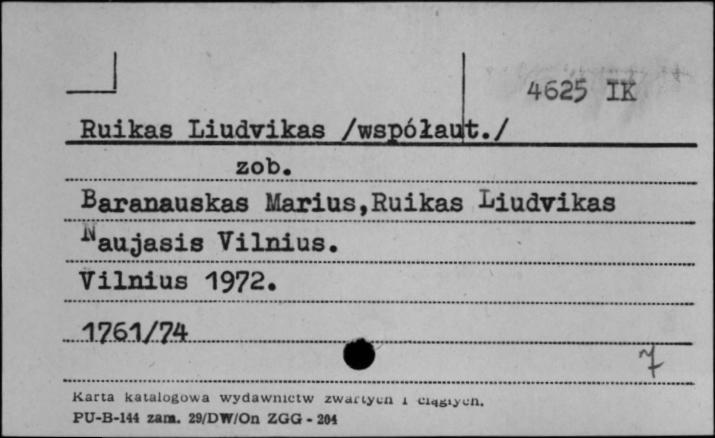 4625 IK
Ruikas Liudvikas /współaut./
zob.
Baranauskas Marius,Ruikas Liudvikas
Naujasis Vilnius.
Vilnius 1972.
1761/74
7
Karta katalogowa wydawnictw zwartych i ciągłych.
PU-B-144 zam. 29/DW/On ZGG - 204